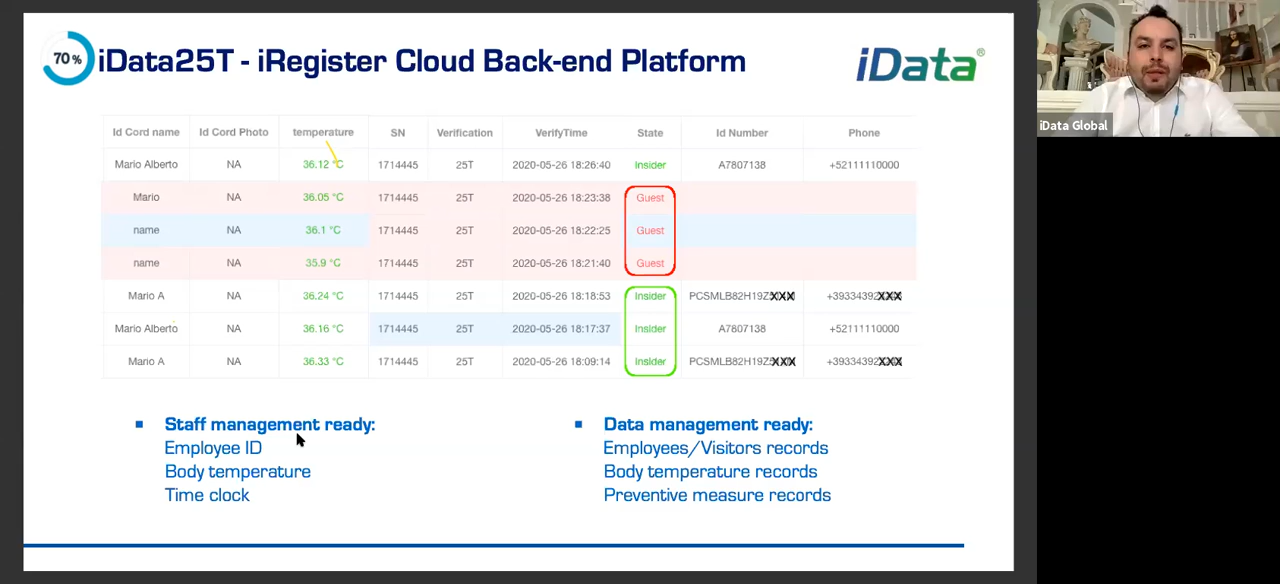 70 %
iData25T - iRegister Cloud Back-end Platform
iData®
iData Global
Id Cord name Id Cord Photo temperature SN Verification VerifyTime State Id Number Phone
Mario Alberto NA 36.12 °C 1714445 25T 2020-05-26 18:26:40 Insider A7807138 +52111110000
Mario NA 36.05 °C 1714445 25T 2020-05-26 18:23:38 Guest
name NA 36.1 °C 1714445 25T 2020-05-26 18:22:25 Guest
name NA 35.9 °C 1714445 25T 2020-05-26 18:21:40 Guest
Mario A NA 36.24 °C 1714445 25T 2020-05-26 18:18:53 Insider
Mario Alberto NA 36.16 °C 1714445 25T 2020-05-26 18:17:37 Insider A7807138 +52111110000
Mario A NA 36.33 °C 1714445 25T 2020-05-26 18:09:14 Insider
Staff management ready:
Employee ID
Body temperature
Time clock
Data management ready:
Employees/Visitors records
Body temperature records
Preventive measure records